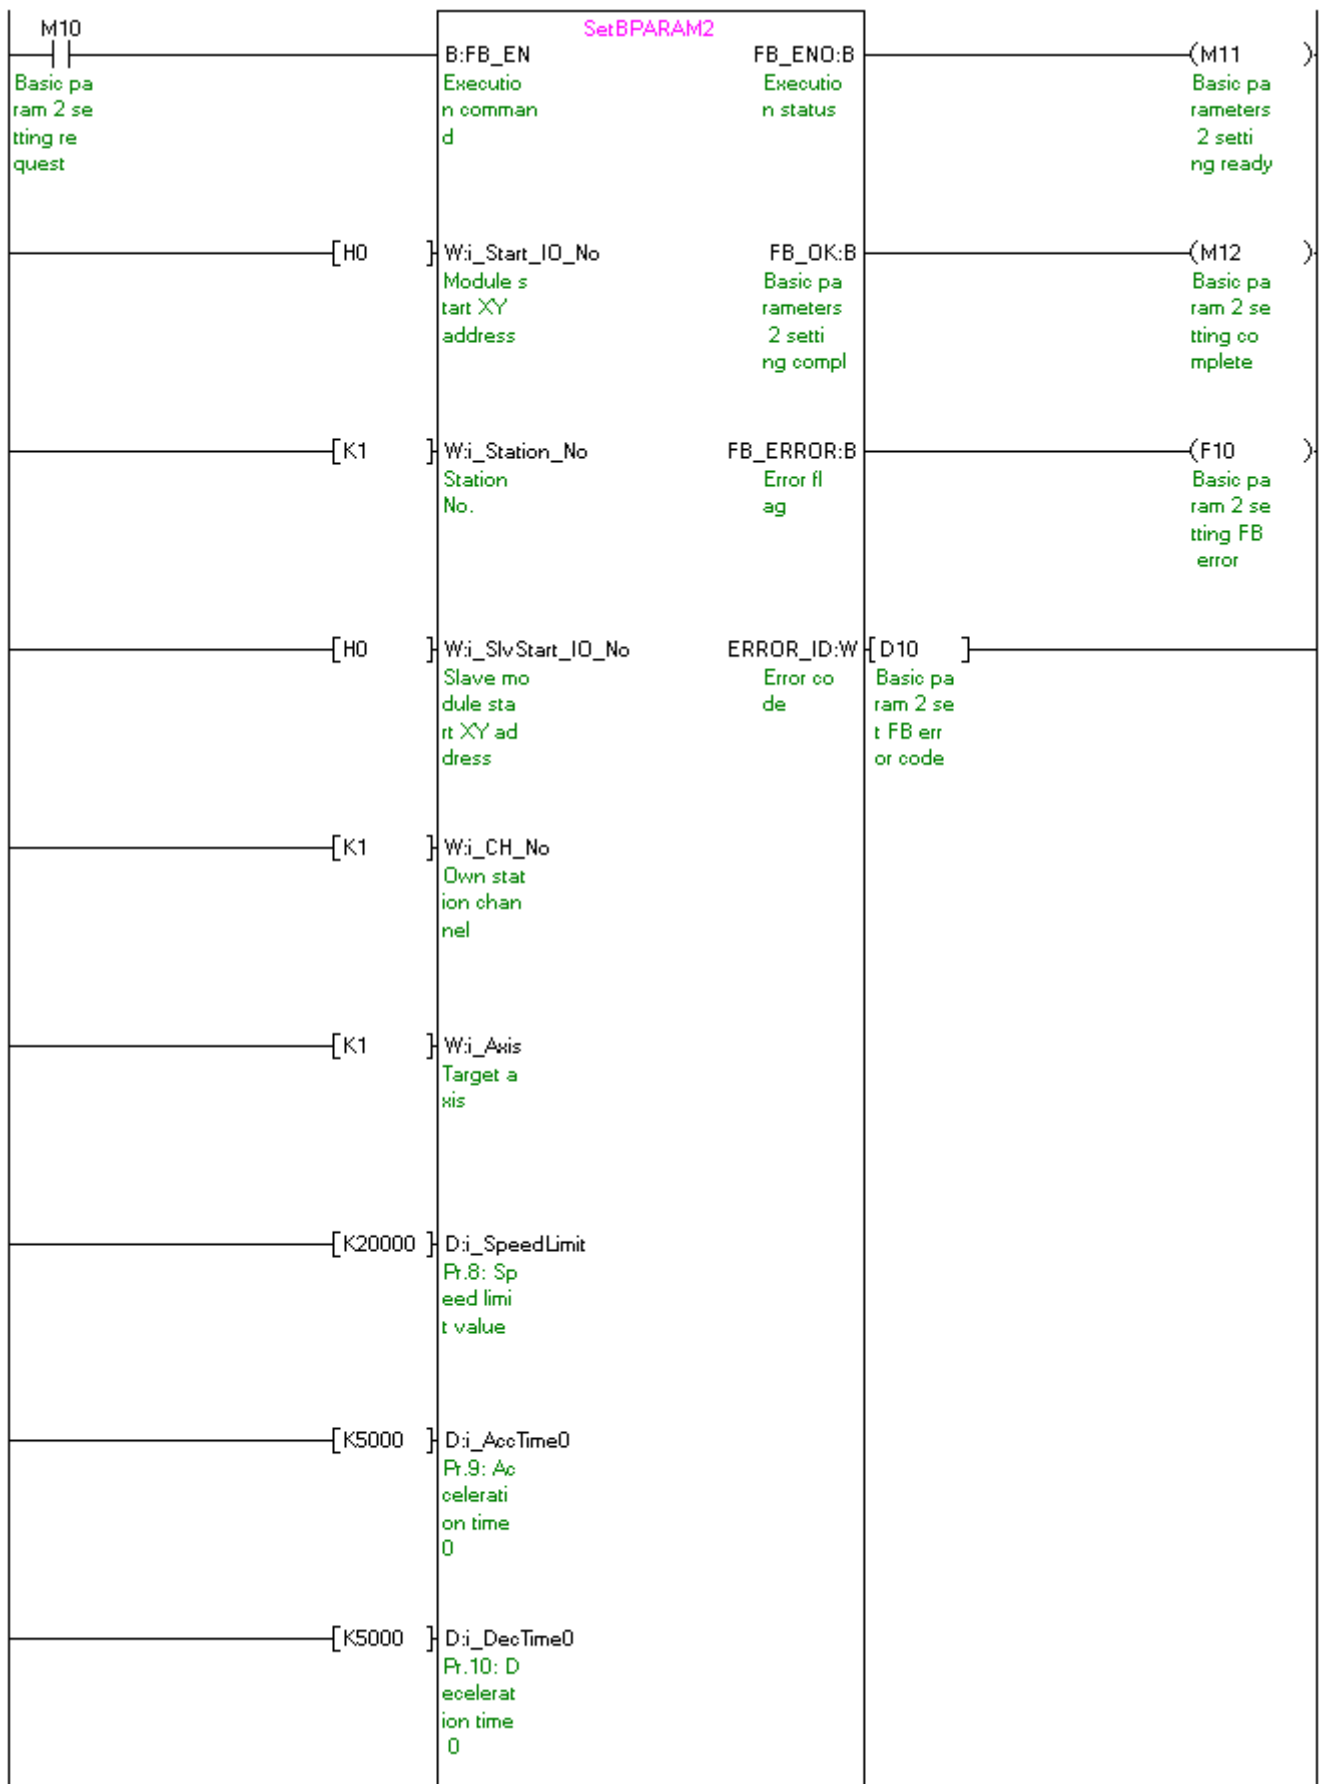 SetBPARAM2
M10
B:FB_EN
FB_ENO:B
(M11 )
Basic pa
ram 2 se
tting re
quest
Executio
n comman
d
Executio
n status
Basic pa
rameters
2 setti
ng ready
[H0 ]
W:i_Start_IO_No
FB_OK:B
(M12 )
Module s
tart XY
address
Basic pa
rameters
2 setti
ng compl
Basic pa
ram 2 se
tting co
mplete
[K1 ]
W:i_Station_No
FB_ERROR:B
(F10 )
Station
No.
Error fl
ag
Basic pa
ram 2 se
tting FB
error
[H0 ]
W:i_SlvStart_IO_No
ERROR_ID:W
[D10 ]
Slave mo
dule sta
rt XY ad
dress
Error co
de
Basic pa
ram 2 se
t FB err
or code
[K1 ]
W:i_CH_No
Own stat
ion chan
nel
[K1 ]
W:i_Axis
Target a
xis
[K20000 ]
D:i_SpeedLimit
Pr.8: Sp
eed limi
t value
[K5000 ]
D:i_AccTime0
Pr.9: Ac
celerati
on time
0
[K5000 ]
D:i_DecTime0
Pr.10: D
ecelerat
ion time
0